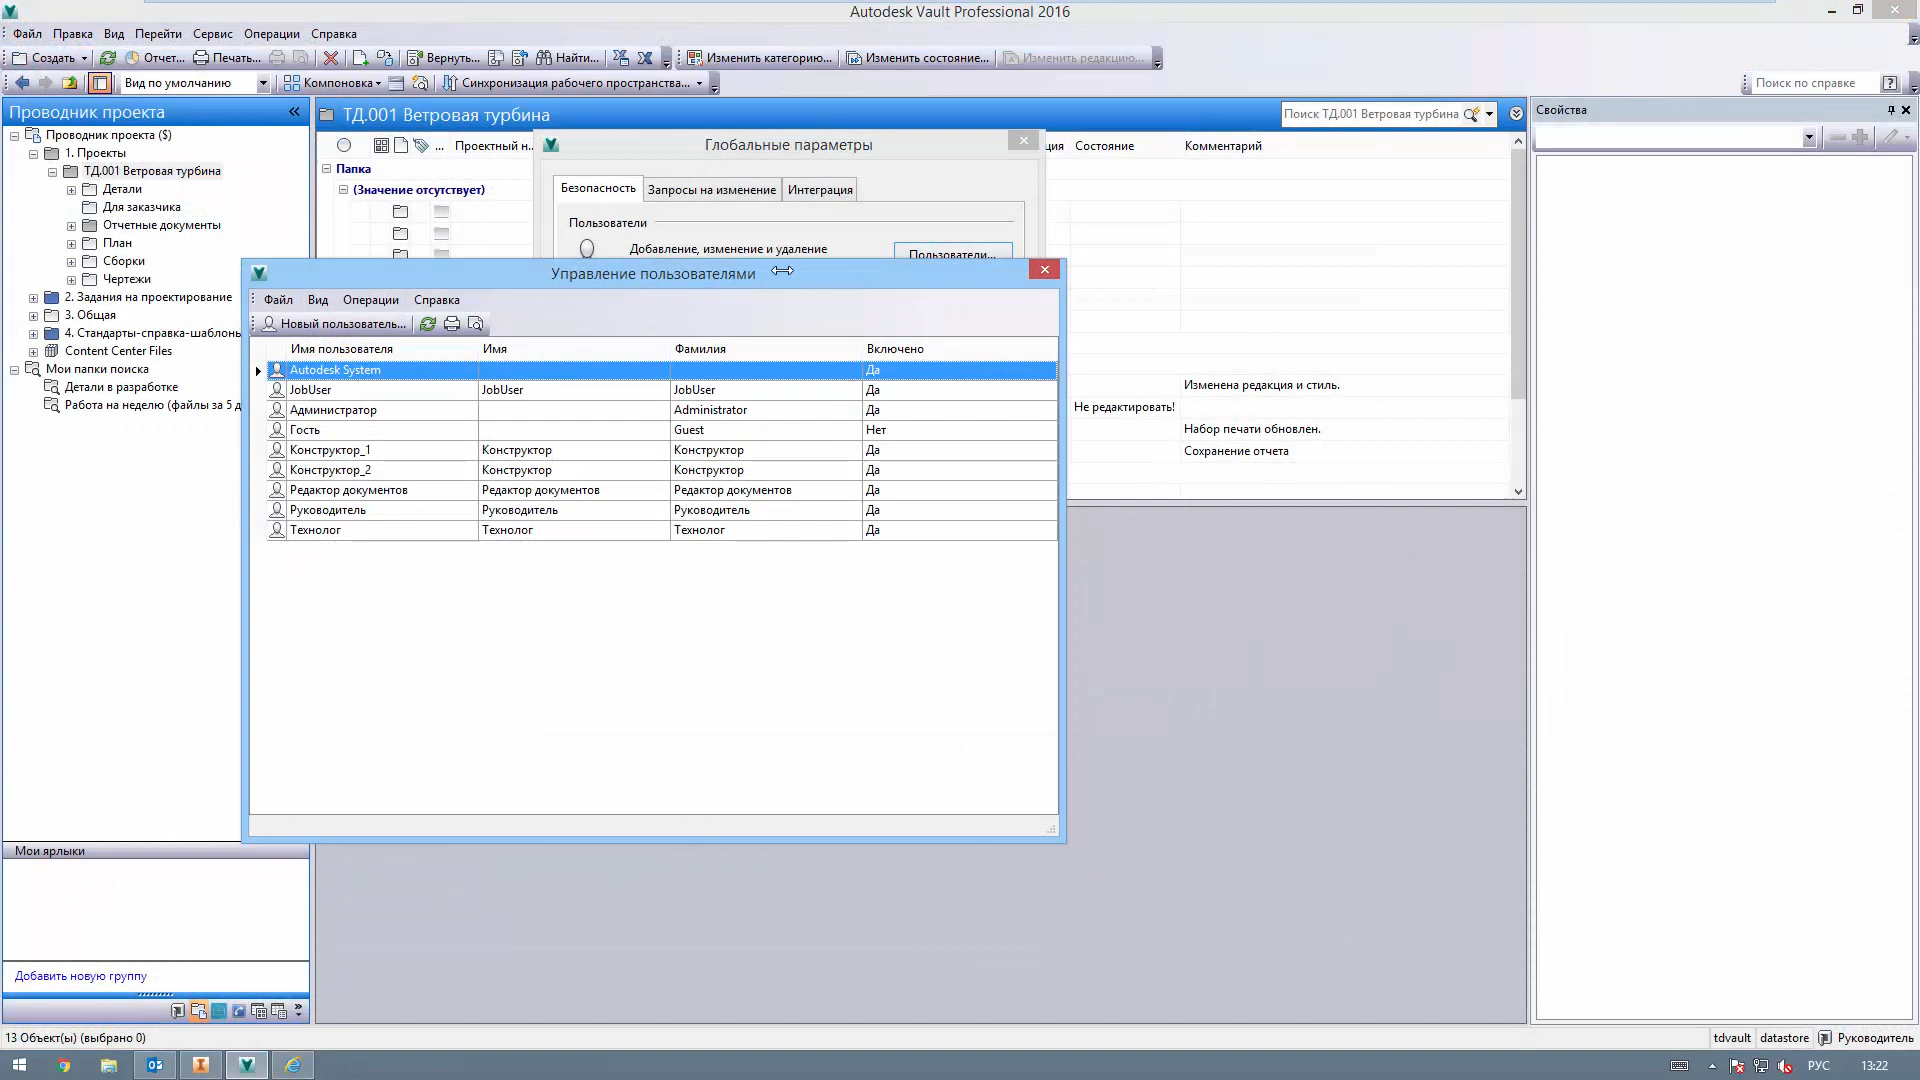 Autodesk Vault Professional 2016
Файл Правка Вид Перейти Сервис Операции Справка
Создать Отчет... Печать... Вернуть... Найти... Изменить категорию... Изменить состояние... Изменить редакцию...
Вид по умолчанию Компоновка Синхронизация рабочего пространства... Поиск по справке
Проводник проекта
Проводник проекта ($)
1. Проекты
ТД.001 Ветровая турбина
Детали
Для заказчика
Отчетные документы
План
Сборки
Чертежи
2. Задания на проектирование
3. Общая
4. Стандарты-справка-шаблоны
Content Center Files
Мои папки поиска
Детали в разработке
Работа на неделю (файлы за 5 д
Мои ярлыки
Добавить новую группу
ТД.001 Ветровая турбина Поиск ТД.001 Ветровая турбина
... Проектный н... ция Состояние Комментарий
Папка
(Значение отсутствует)
Изменена редакция и стиль.
Не редактировать!
Набор печати обновлен.
Сохранение отчета
Глобальные параметры
Безопасность Запросы на изменение Интеграция
Пользователи
Добавление, изменение и удаление Пользователи...
Управление пользователями
Файл Вид Операции Справка
Новый пользователь...
Имя пользователя Имя Фамилия Включено
Autodesk System Да
JobUser JobUser JobUser Да
Администратор Administrator Да
Гость Guest Нет
Конструктор_1 Конструктор Конструктор Да
Конструктор_2 Конструктор Конструктор Да
Редактор документов Редактор документов Редактор документов Да
Руководитель Руководитель Руководитель Да
Технолог Технолог Технолог Да
Свойства
13 Объект(ы) (выбрано 0) tdvault datastore Руководитель
РУС 13:22